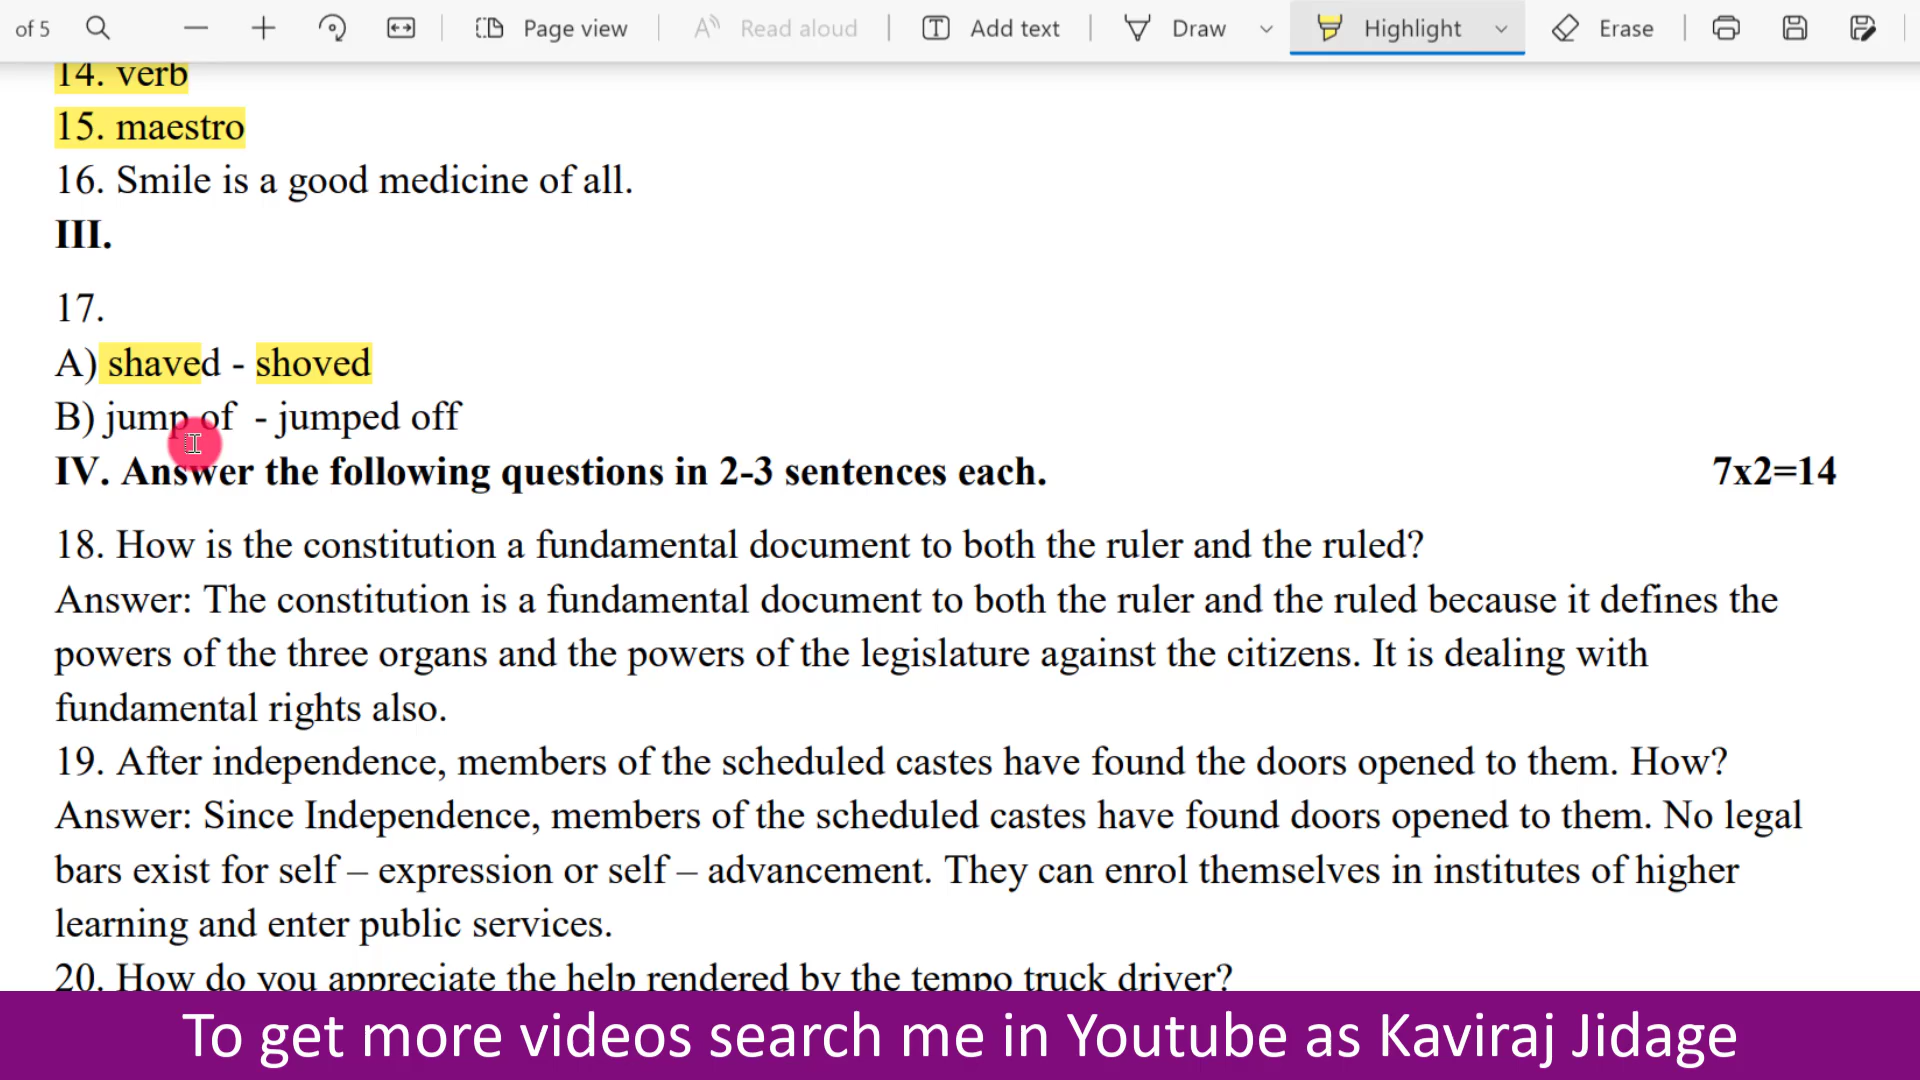 of 5 Page view Read aloud Add text Draw Highlight Erase
14. verb
15. maestro
16. Smile is a good medicine of all.
III.
17.
A) shaved - shoved
B) jump of - jumped off
IV. Answer the following questions in 2-3 sentences each. 7x2=14
18. How is the constitution a fundamental document to both the ruler and the ruled?
Answer: The constitution is a fundamental document to both the ruler and the ruled because it defines the
powers of the three organs and the powers of the legislature against the citizens. It is dealing with
fundamental rights also.
19. After independence, members of the scheduled castes have found the doors opened to them. How?
Answer: Since Independence, members of the scheduled castes have found doors opened to them. No legal
bars exist for self – expression or self – advancement. They can enrol themselves in institutes of higher
learning and enter public services.
20. How do you appreciate the help rendered by the tempo truck driver?
To get more videos search me in Youtube as Kaviraj Jidage